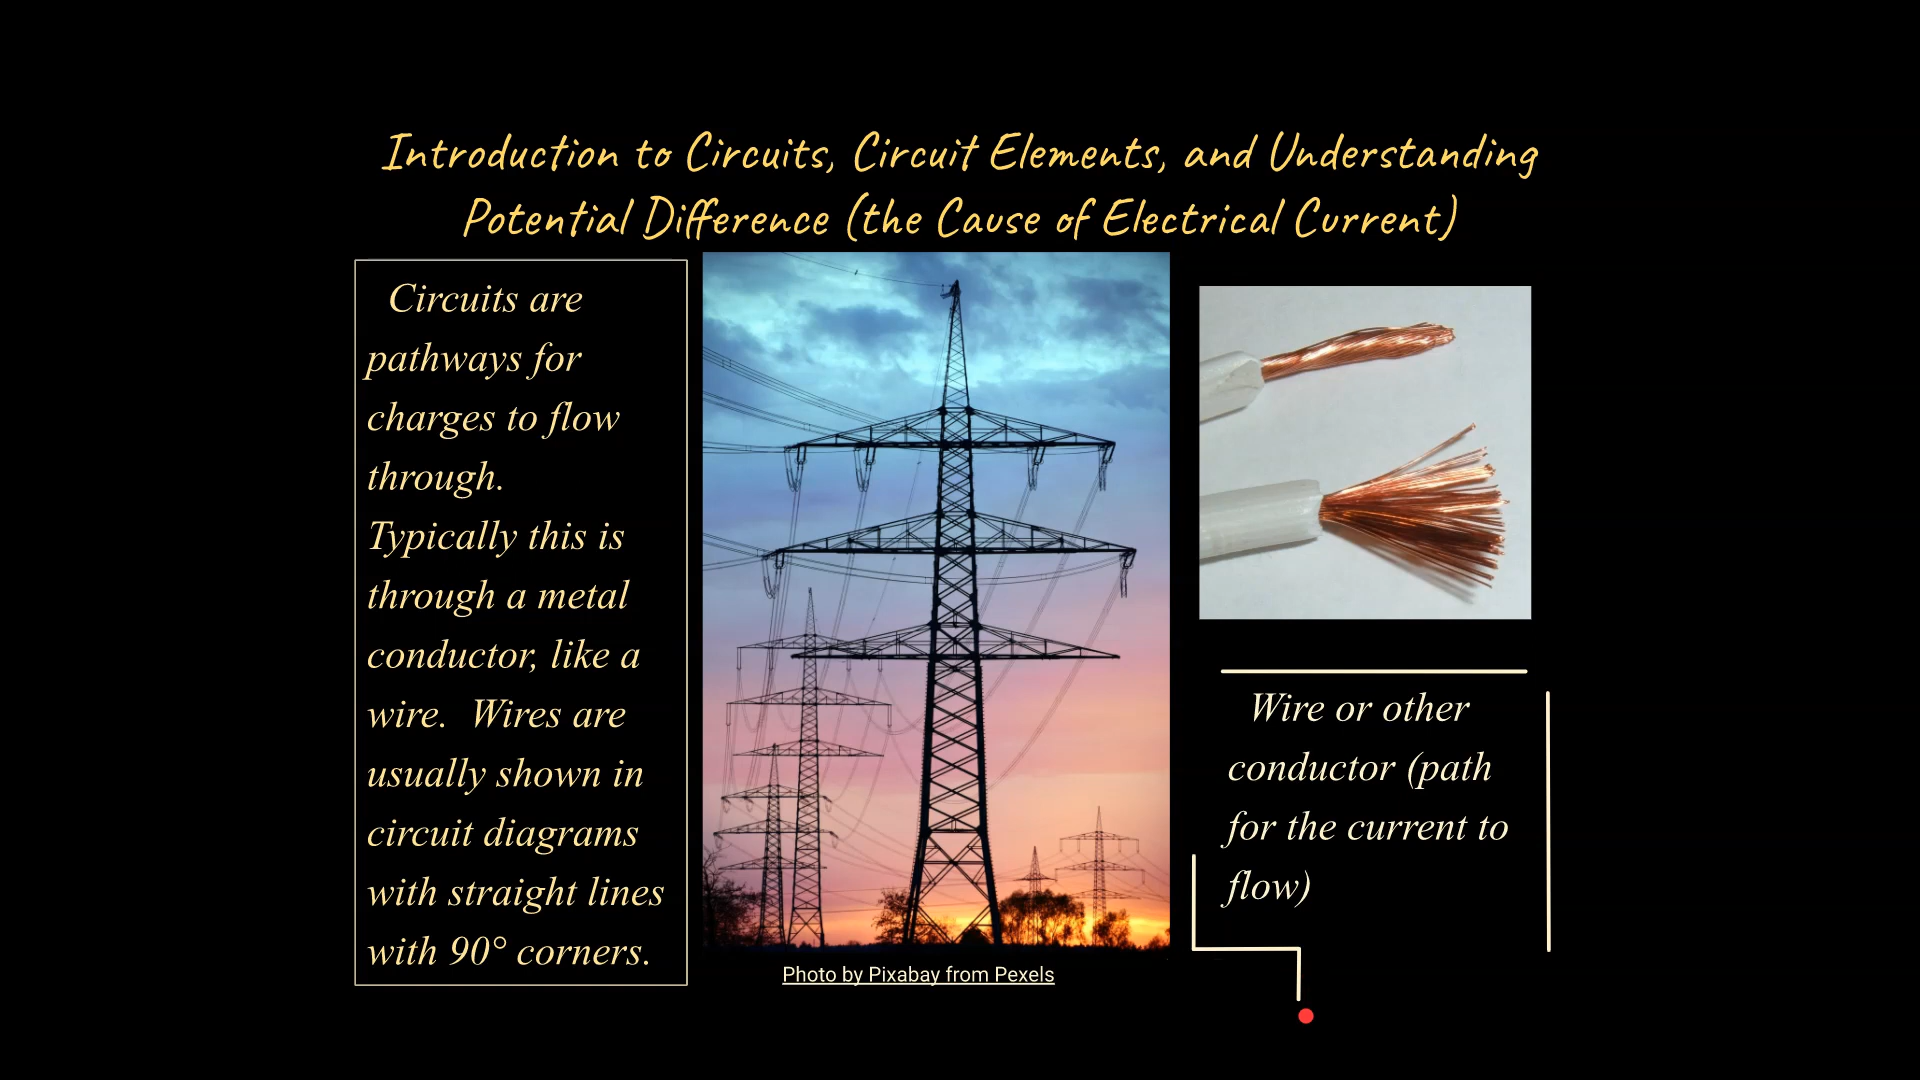 Introduction to Circuits, Circuit Elements, and Understanding
Potential Difference (the Cause of Electrical Current)
Circuits are
pathways for
charges to flow
through.
Typically this is
through a metal
conductor, like a
wire.  Wires are
usually shown in
circuit diagrams
with straight lines
with 90° corners.
Photo by Pixabay from Pexels
Wire or other
conductor (path
for the current to
flow)